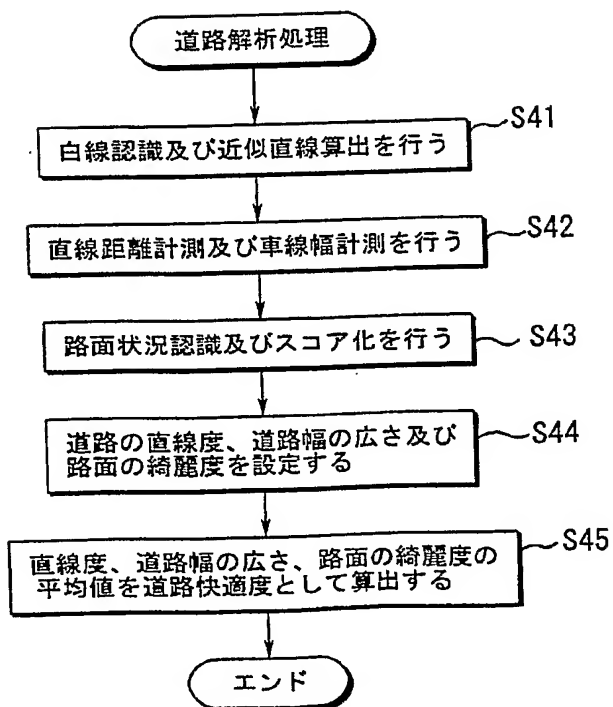 道路解析処理
S41
白線認識及び近似直線算出を行う
S42
直線距離計測及び車線幅計測を行う
S43
路面状況認識及びスコア化を行う
S44
道路の直線度、道路幅の広さ及び
路面の綺麗度を設定する
S45
直線度、道路幅の広さ、路面の綺麗度の
平均値を道路快適度として算出する
エンド